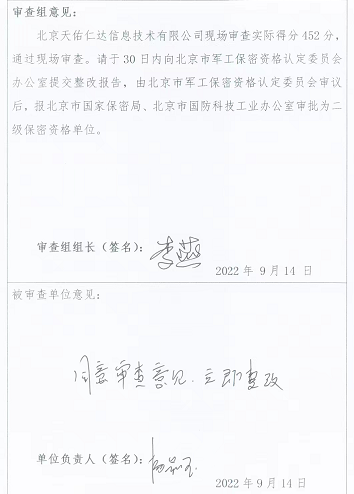 审查组意见：
北京天佑仁达信息技术有限公司现场审查实际得分 452 分，
通过现场审查。请于 30 日内向北京市军工保密资格认定委员会
办公室提交整改报告，由北京市军工保密资格认定委员会审议
后，报北京市国家保密局、北京市国防科技工业办公室审批为二
级保密资格单位。
审查组组长（签名）：李燕
2022 年 9 月 14 日
被审查单位意见：
同意审查意见．立即整改
单位负责人（签名）：
2022 年 9 月 14 日